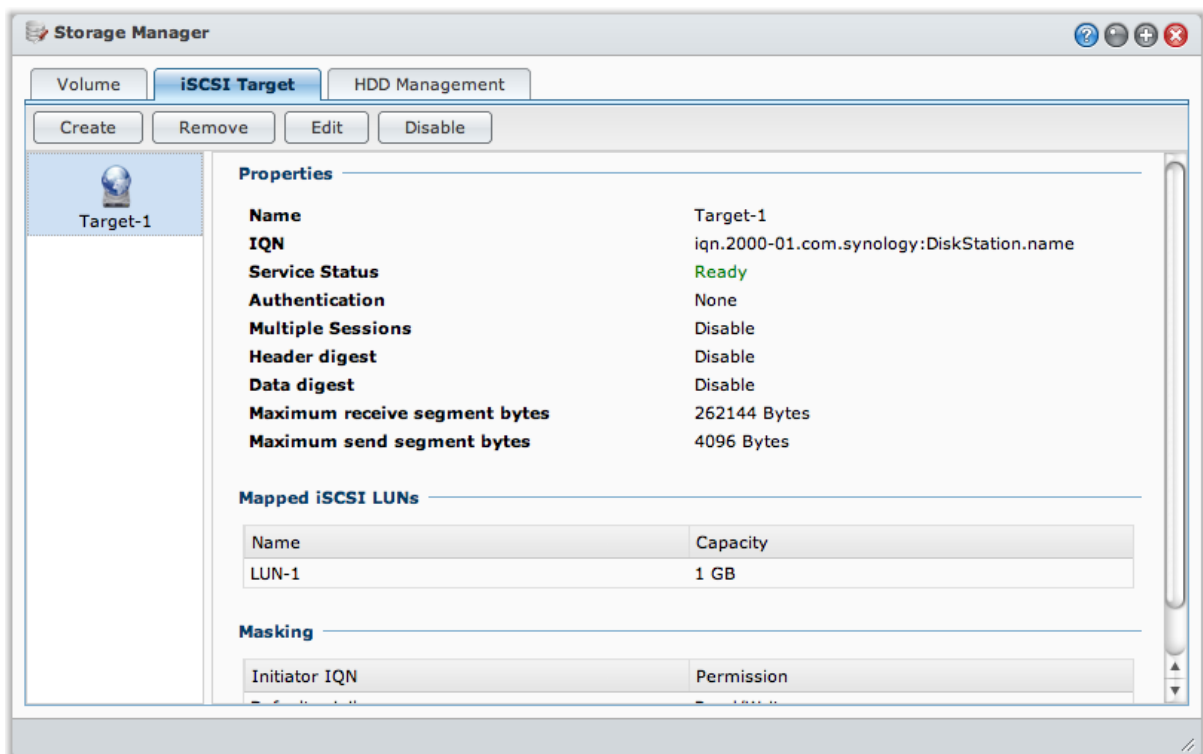 Storage Manager
Volume iSCSI Target HDD Management
Create Remove Edit Disable
Target-1
Properties
Name Target-1
IQN iqn.2000-01.com.synology:DiskStation.name
Service Status Ready
Authentication None
Multiple Sessions Disable
Header digest Disable
Data digest Disable
Maximum receive segment bytes 262144 Bytes
Maximum send segment bytes 4096 Bytes
Mapped iSCSI LUNs
Name Capacity
LUN-1 1 GB
Masking
Initiator IQN Permission